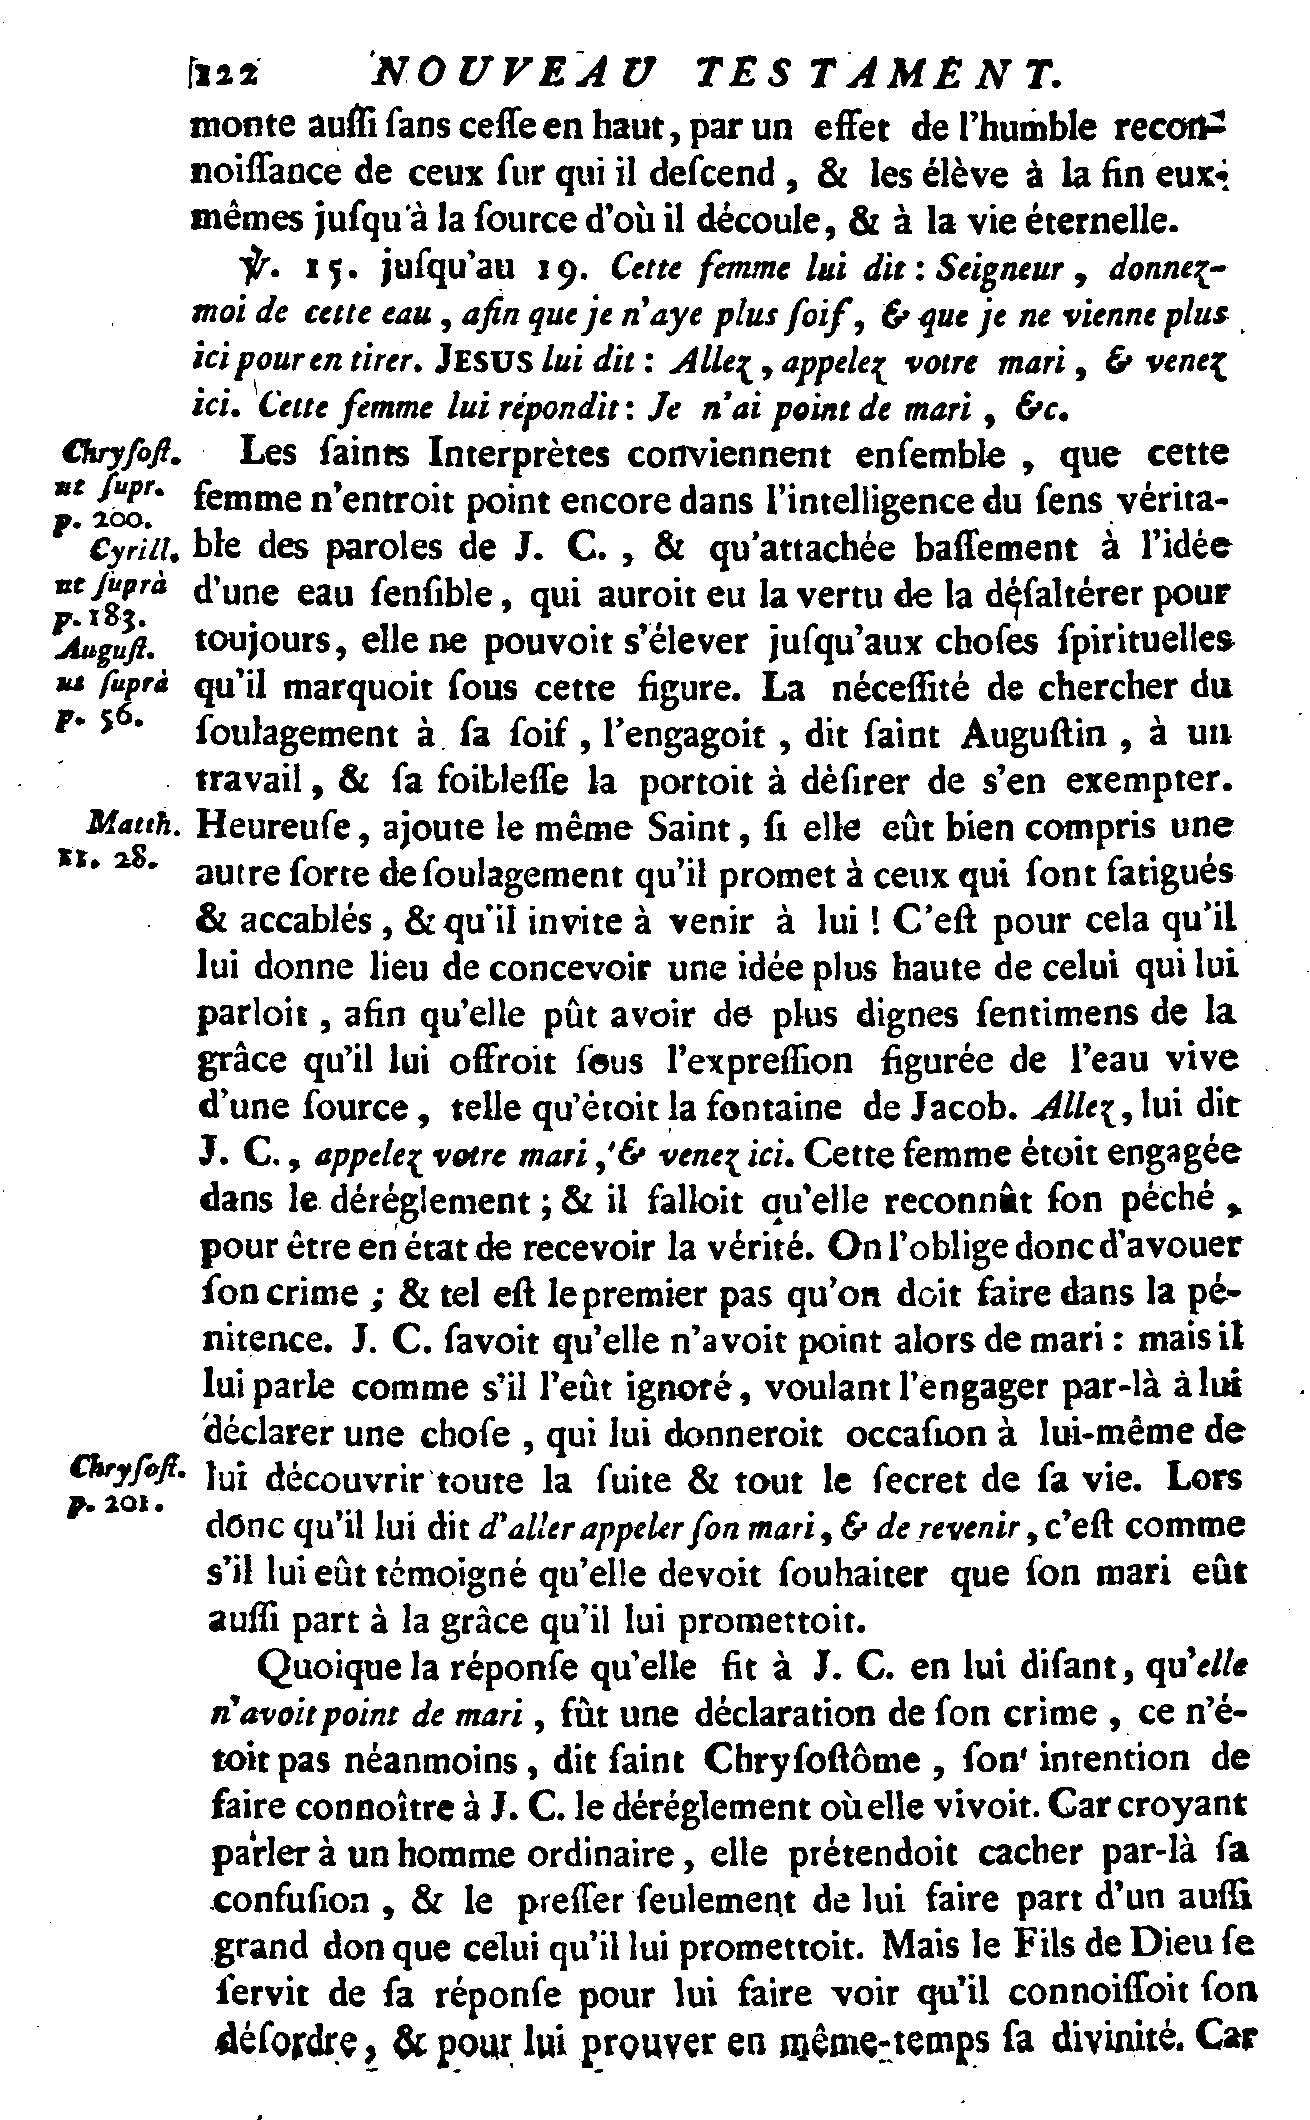 122 NOUVEAU TESTAMENT.
monte auſſi ſans ceſſe en haut, par un effet de l'humble recon-
noiſſance de ceux ſur qui il deſcend, & les élève à la fin eux-
mêmes juſqu'à la ſource d'où il découle, & à la vie éternelle.
℣. 15. juſqu'au 19. Cette femme lui dit : Seigneur, donnez-
moi de cette eau, afin que je n'aye plus ſoif, & que je ne vienne plus
ici pour en tirer. JESUS lui dit : Allez, appelez votre mari, & venez
ici. Cette femme lui répondit : Je n'ai point de mari, &c.
Chryſoſt.
ut ſupr.
p. 200.
Cyrill.
ut ſuprà
p. 183.
Auguſt.
ut ſuprà
p. 56.
Les ſaints Interprètes conviennent enſemble, que cette
femme n'entroit point encore dans l'intelligence du ſens vérita-
ble des paroles de J. C., & qu'attachée baſſement à l'idée
d'une eau ſenſible, qui auroit eu la vertu de la déſaltérer pour
toujours, elle ne pouvoit s'élever juſqu'aux choſes ſpirituelles
qu'il marquoit ſous cette figure. La néceſſité de chercher du
ſoulagement à ſa ſoif, l'engagoit, dit ſaint Auguſtin, à un
travail, & ſa foibleſſe la portoit à déſirer de s'en exempter.
Matth.
11. 28.
Heureuſe, ajoute le même Saint, ſi elle eût bien compris une
autre ſorte de ſoulagement qu'il promet à ceux qui ſont fatigués
& accablés, & qu'il invite à venir à lui ! C'eſt pour cela qu'il
lui donne lieu de concevoir une idée plus haute de celui qui lui
parloit, afin qu'elle pût avoir de plus dignes ſentimens de la
grâce qu'il lui offroit ſous l'expreſſion figurée de l'eau vive
d'une ſource, telle qu'étoit la fontaine de Jacob. Allez, lui dit
J. C., appelez votre mari, & venez ici. Cette femme étoit engagée
dans le déréglement ; & il falloit qu'elle reconnût ſon péché,
pour être en état de recevoir la vérité. On l'oblige donc d'avouer
ſon crime ; & tel eſt le premier pas qu'on doit faire dans la pé-
nitence. J. C. ſavoit qu'elle n'avoit point alors de mari : mais il
lui parle comme s'il l'eût ignoré, voulant l'engager par-là à lui
déclarer une choſe, qui lui donneroit occaſion à lui-même de
Chryſoſt.
p. 201.
lui découvrir toute la ſuite & tout le ſecret de ſa vie. Lors
donc qu'il lui dit d'aller appeler ſon mari, & de revenir, c'eſt comme
s'il lui eût témoigné qu'elle devoit ſouhaiter que ſon mari eût
auſſi part à la grâce qu'il lui promettoit.
Quoique la réponſe qu'elle fit à J. C. en lui diſant, qu'elle
n'avoit point de mari, fût une déclaration de ſon crime, ce n'é-
toit pas néanmoins, dit ſaint Chryſoſtôme, ſon intention de
faire connoître à J. C. le déréglement où elle vivoit. Car croyant
parler à un homme ordinaire, elle prétendoit cacher par-là ſa
confuſion, & le preſſer ſeulement de lui faire part d'un auſſi
grand don que celui qu'il lui promettoit. Mais le Fils de Dieu ſe
ſervit de ſa réponſe pour lui faire voir qu'il connoiſſoit ſon
déſordre, & pour lui prouver en même-temps ſa divinité. Car